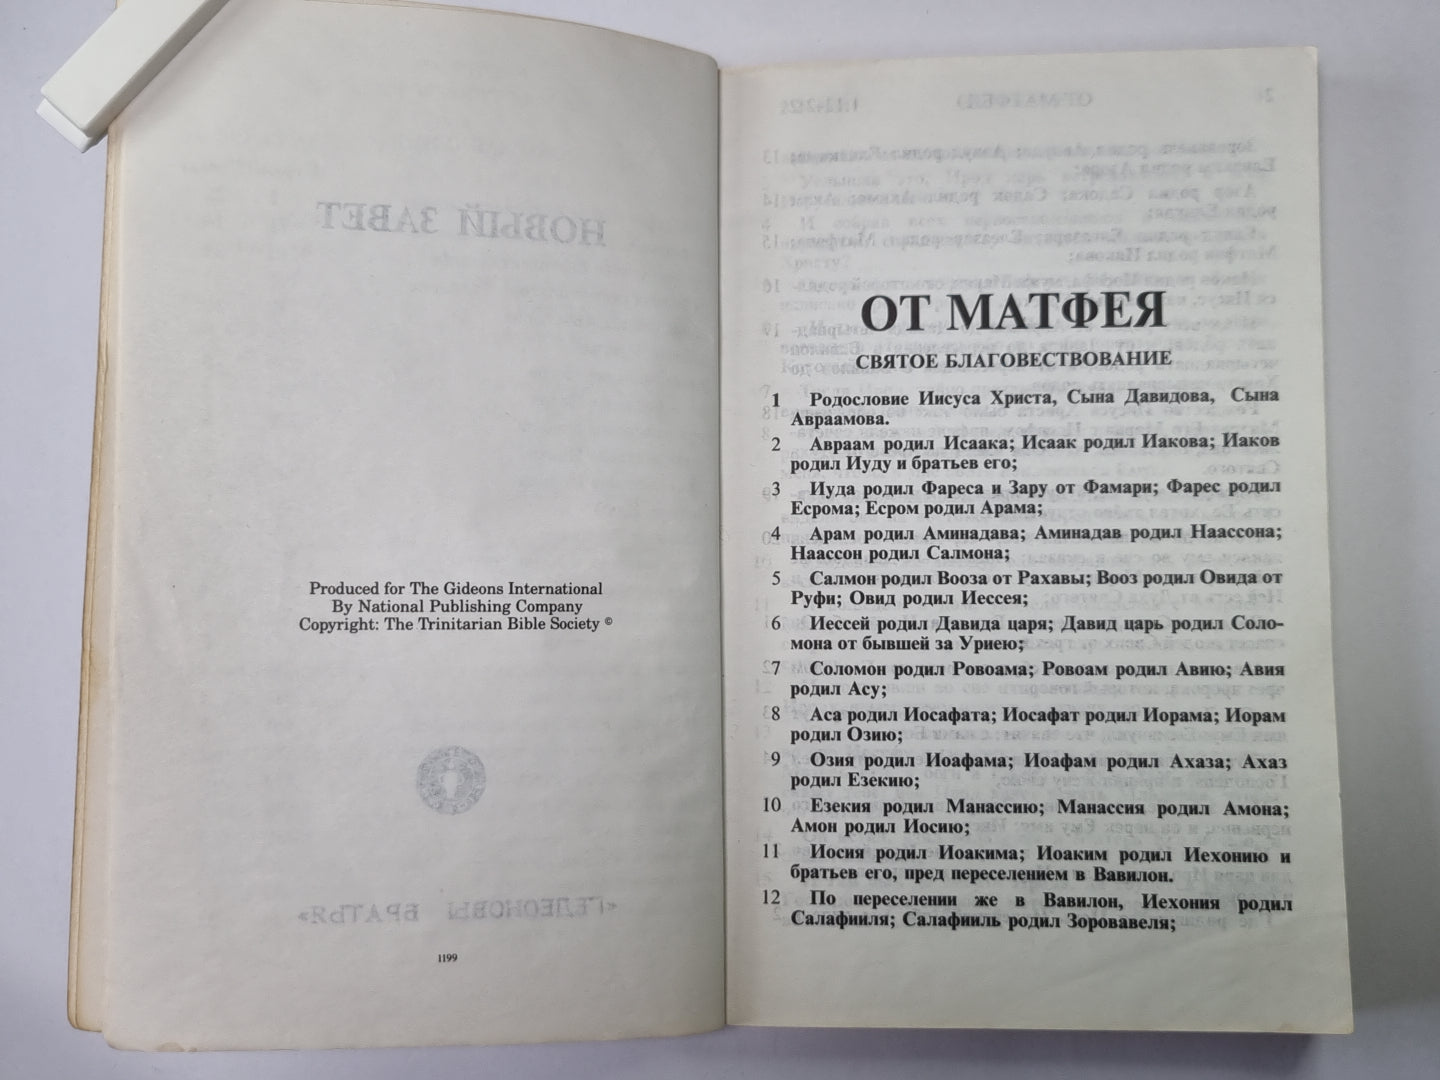 Produced for The Gideons International
By National Publishing Company
Copyright: The Trinitarian Bible Society ©
1199
НОВЫЙ ЗАВЕТ
«ГЕДЕОНОВЫ БРАТЬЯ»
ОТ МАТФЕЯ
СВЯТОЕ БЛАГОВЕСТВОВАНИЕ
1 Родословие Иисуса Христа, Сына Давидова, Сына
Авраамова.
2 Авраам родил Исаака; Исаак родил Иакова; Иаков
родил Иуду и братьев его;
3 Иуда родил Фареса и Зару от Фамари; Фарес родил
Есрома; Есром родил Арама;
4 Арам родил Аминадава; Аминадав родил Наассона;
Наассон родил Салмона;
5 Салмон родил Вооза от Рахавы; Вооз родил Овида от
Руфи; Овид родил Иессея;
6 Иессей родил Давида царя; Давид царь родил Соло-
мона от бывшей за Уриею;
7 Соломон родил Ровоама; Ровоам родил Авию; Авия
родил Асу;
8 Аса родил Иосафата; Иосафат родил Иорама; Иорам
родил Озию;
9 Озия родил Иоафама; Иоафам родил Ахаза; Ахаз
родил Езекию;
10 Езекия родил Манассию; Манассия родил Амона;
Амон родил Иосию;
11 Иосия родил Иоакима; Иоаким родил Иехонию и
братьев его, пред переселением в Вавилон.
12 По переселении же в Вавилон, Иехония родил
Салафииля; Салафииль родил Зоровавеля;